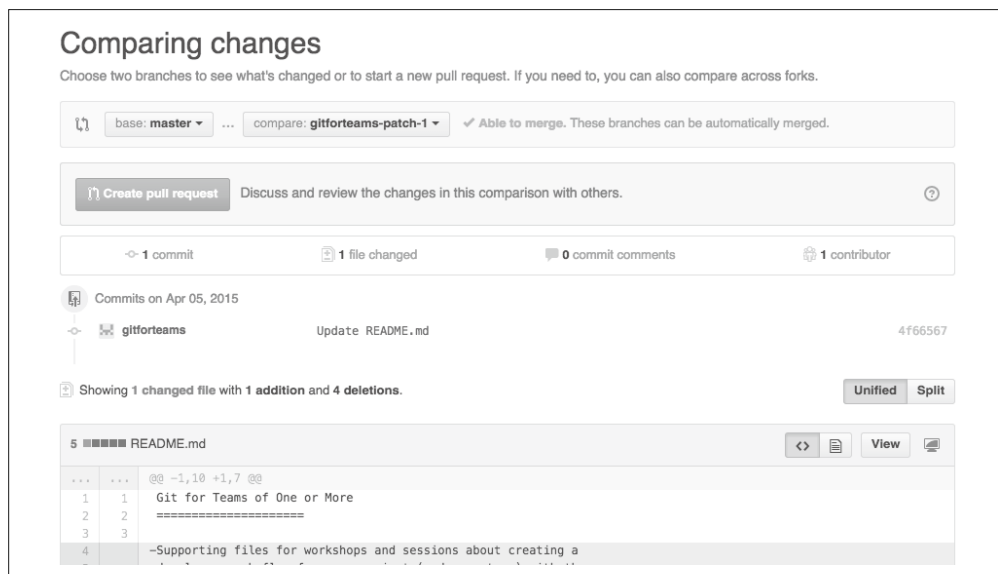 Comparing changes
Choose two branches to see what's changed or to start a new pull request. If you need to, you can also compare across forks.
base: master ... compare: gitforteams-patch-1 Able to merge. These branches can be automatically merged.
Create pull request Discuss and review the changes in this comparison with others.
1 commit 1 file changed 0 commit comments 1 contributor
Commits on Apr 05, 2015
gitforteams Update README.md 4f66567
Showing 1 changed file with 1 addition and 4 deletions. Unified Split
5 README.md <> View
... ... @@ -1,10 +1,7 @@
1 1 Git for Teams of One or More
2 2 =====================
3 3
4 -Supporting files for workshops and sessions about creating a